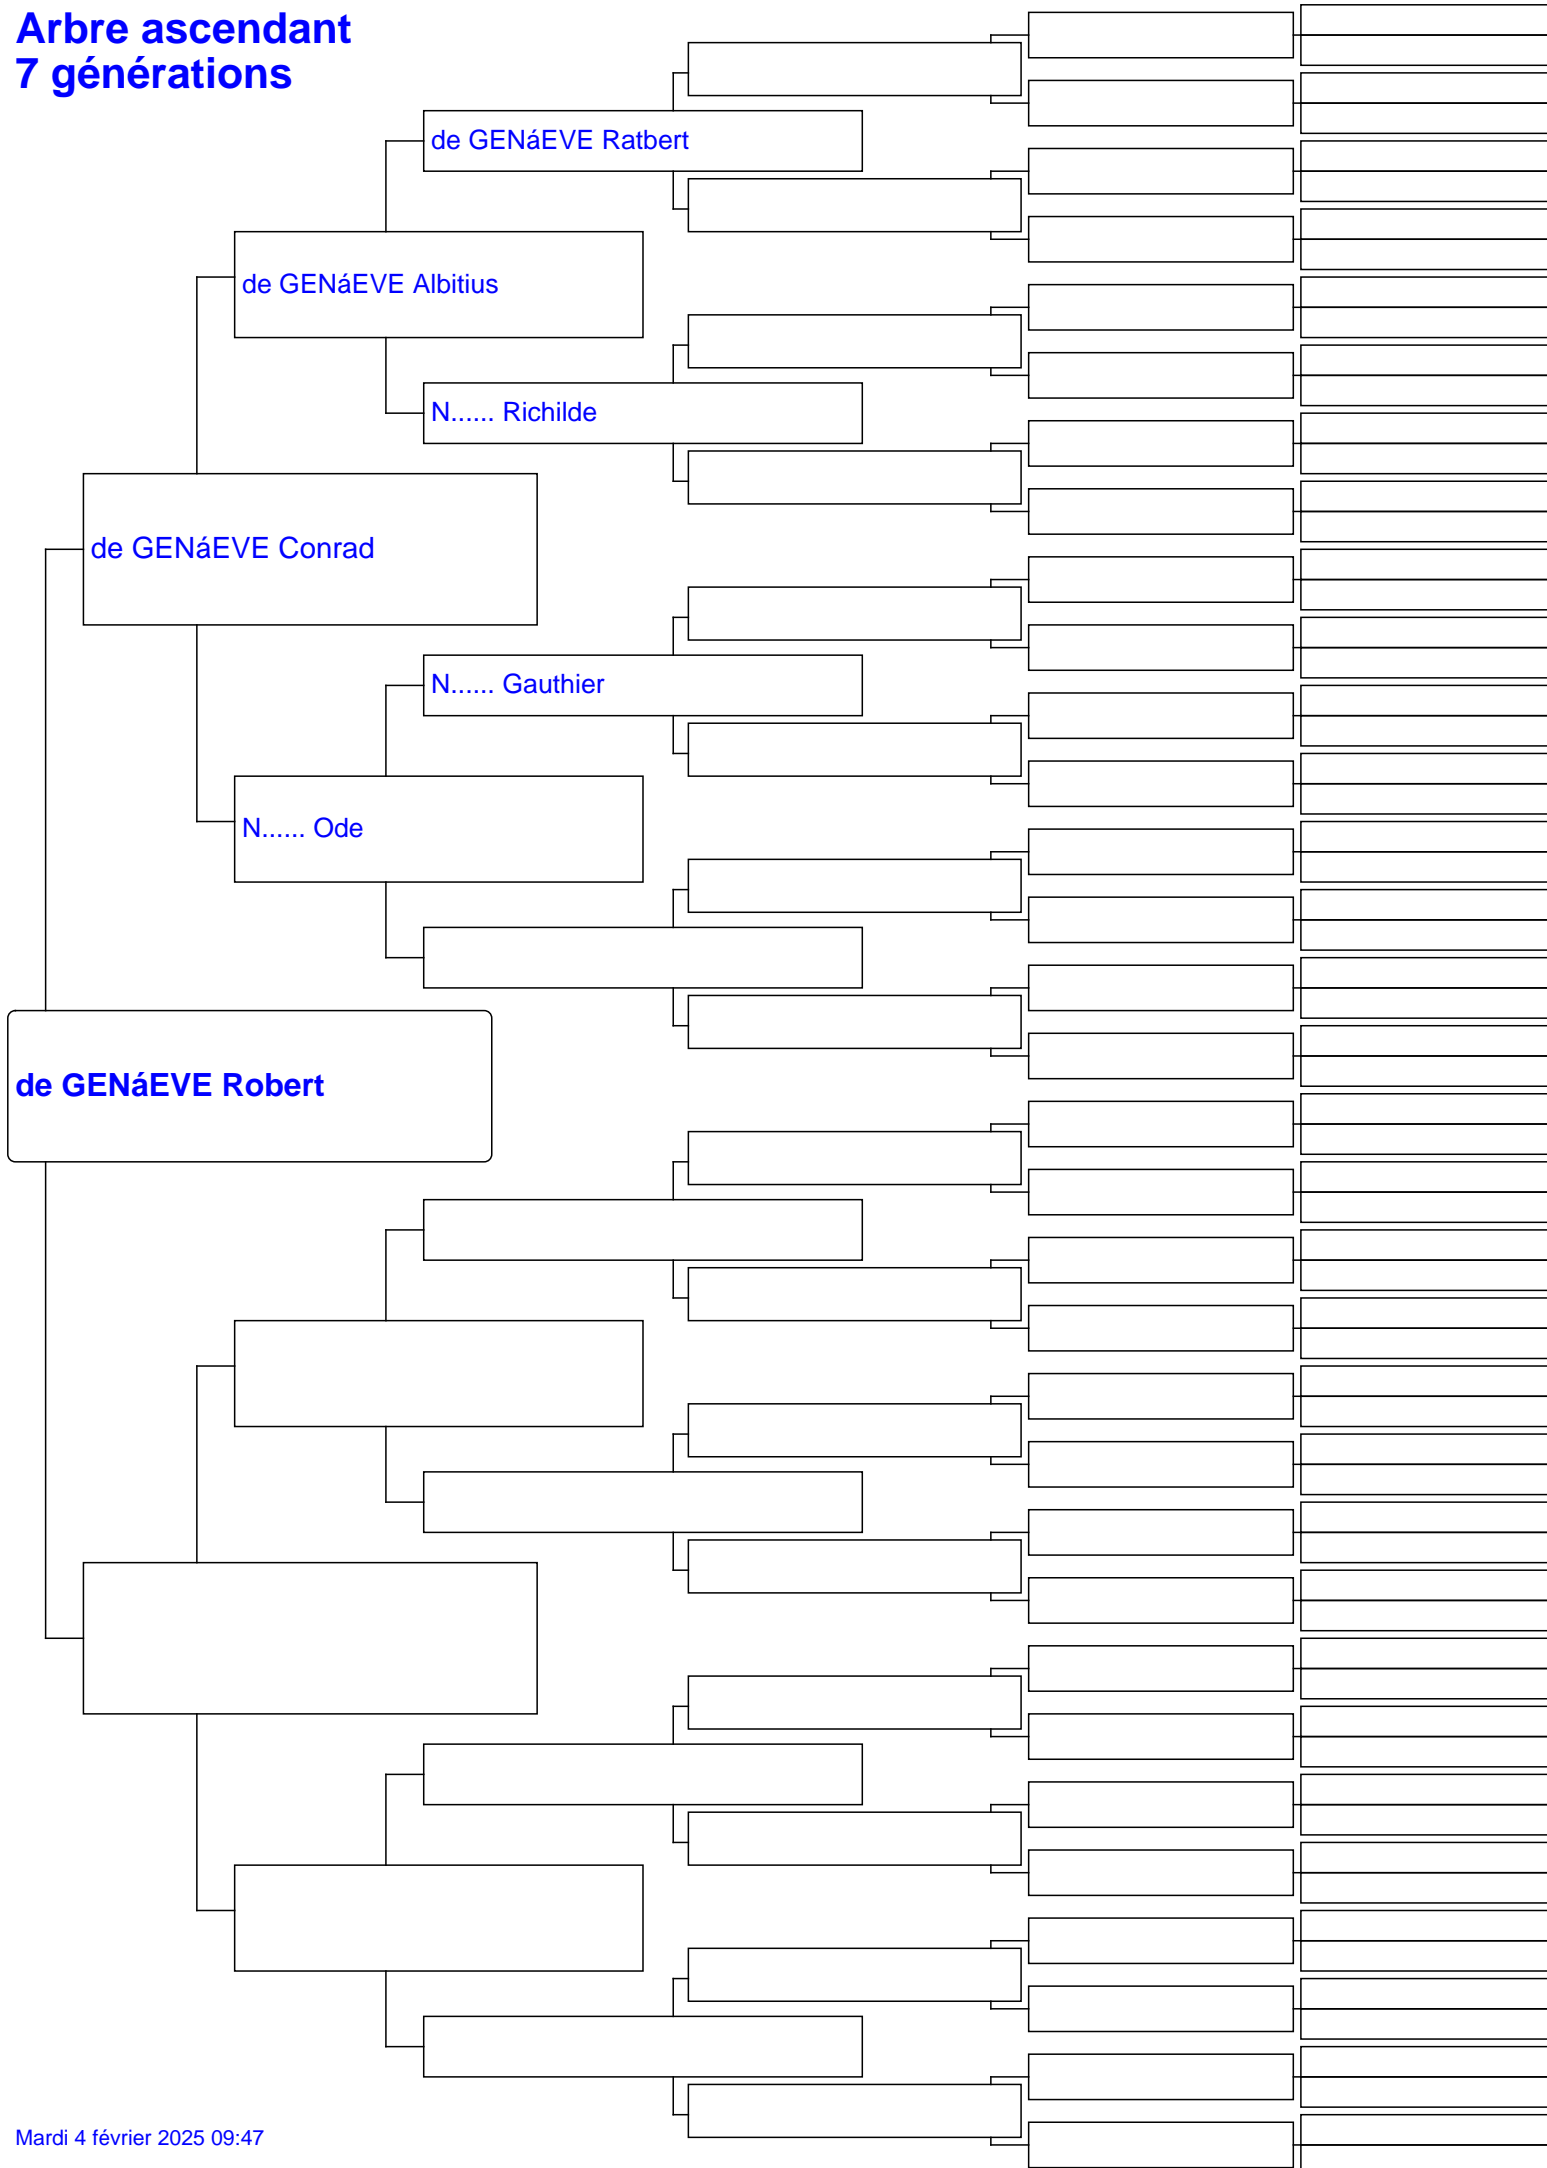 Arbre ascendant
7 générations
de GENáEVE Ratbert
de GENáEVE Albitius
N...... Richilde
de GENáEVE Conrad
N...... Gauthier
N...... Ode
de GENáEVE Robert
Mardi 4 février 2025 09:47